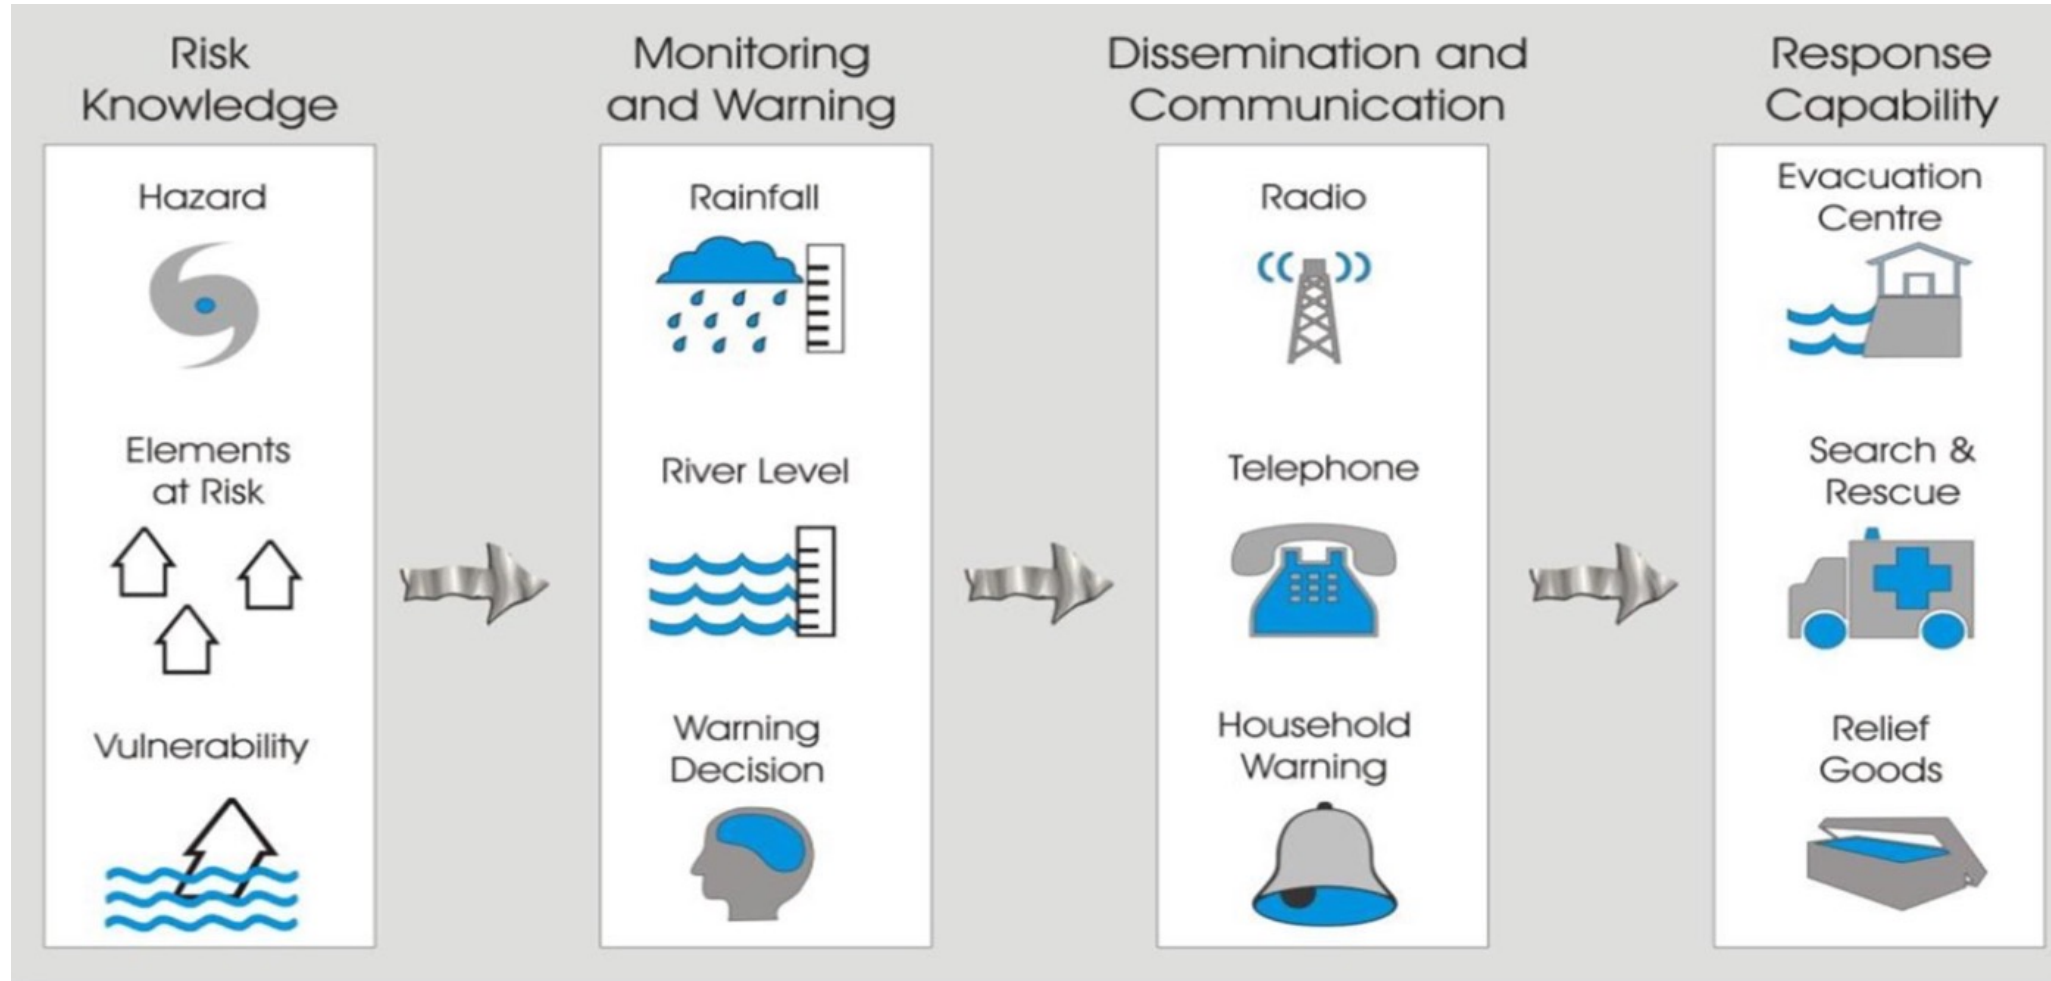 Risk
Knowledge
Hazard
Elements
at Risk
Vulnerability
Monitoring
and Warning
Rainfall
River Level
Warning
Decision
Dissemination and
Communication
Radio
Telephone
Household
Warning
Response
Capability
Evacuation
Centre
Search &
Rescue
Relief
Goods